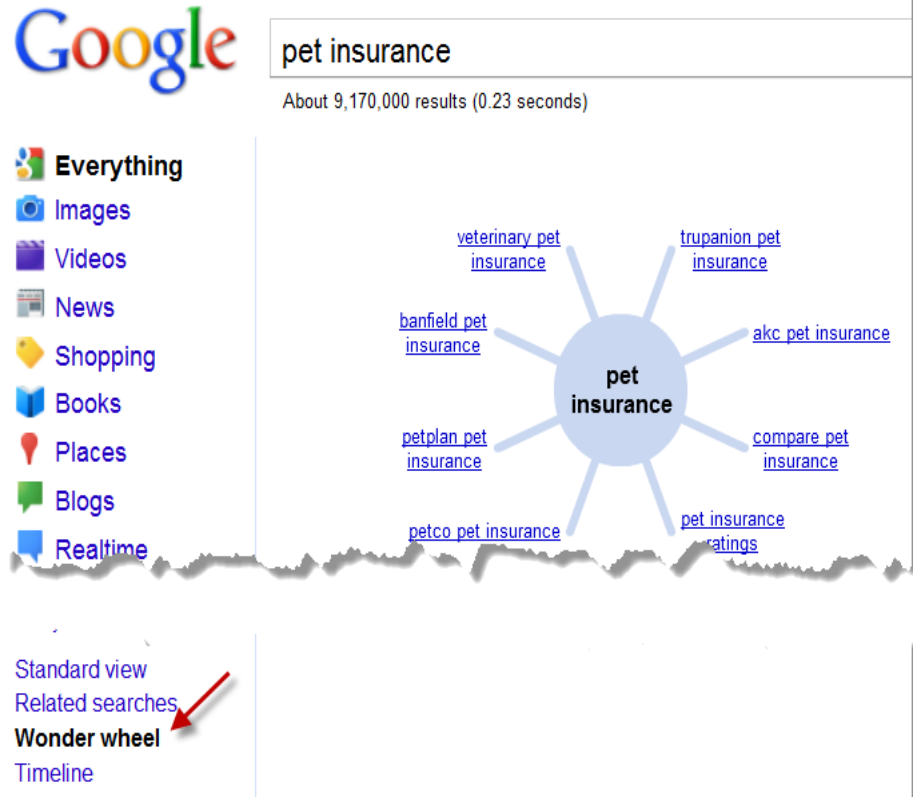 Google
pet insurance
About 9,170,000 results (0.23 seconds)
Everything
Images
Videos
News
Shopping
Books
Places
Blogs
Realtime
veterinary pet
insurance
trupanion pet
insurance
banfield pet
insurance
akc pet insurance
pet
insurance
petplan pet
insurance
compare pet
insurance
petco pet insurance
pet insurance
ratings
Standard view
Related searches
Wonder wheel
Timeline